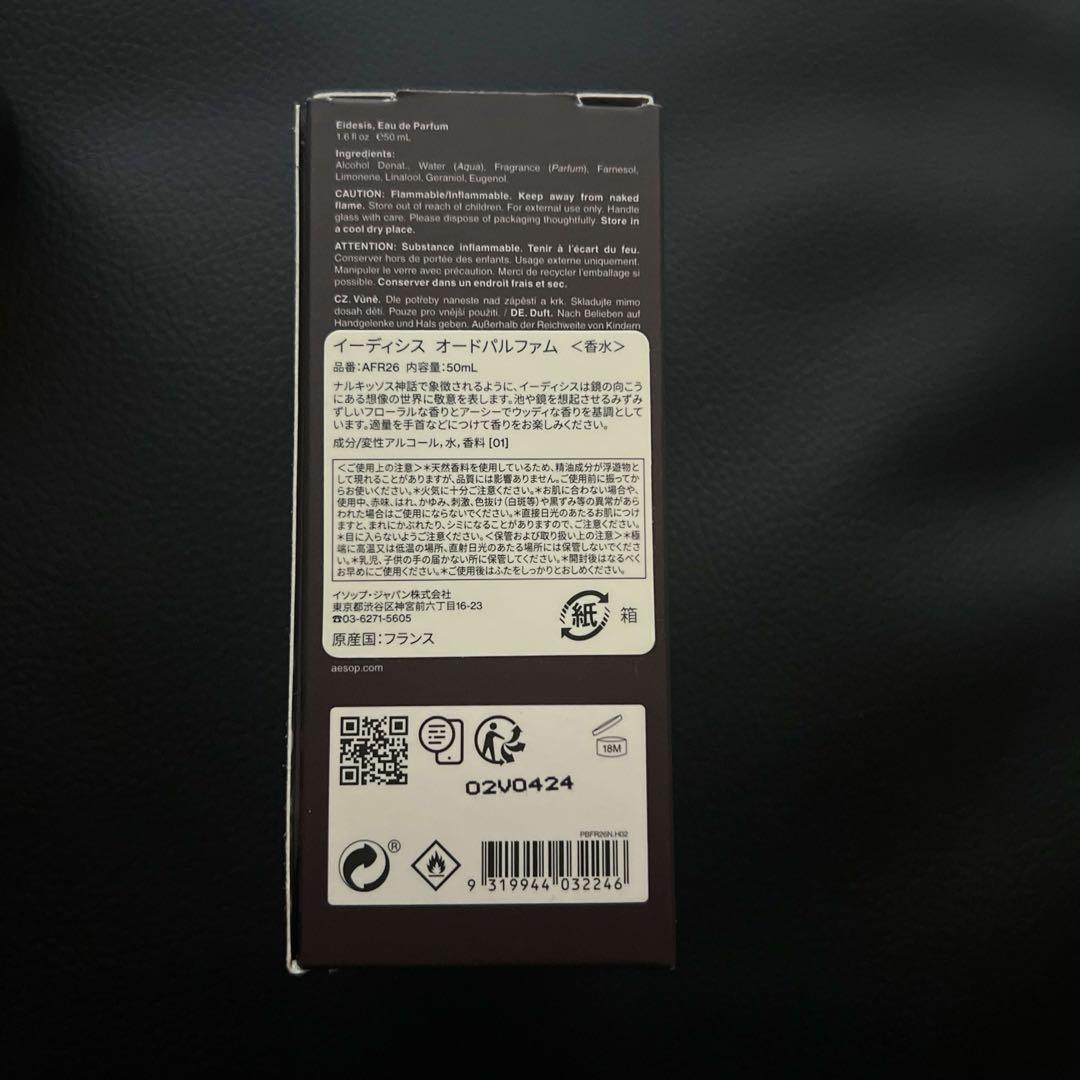 Eidesis, Eau de Parfum
1.6 fl oz ℮50 mL
Ingredients:
Alcohol Denat., Water (Aqua), Fragrance (Parfum), Farnesol,
Limonene, Linalool, Geraniol, Eugenol.
CAUTION: Flammable/Inflammable. Keep away from naked
flame. Store out of reach of children. For external use only. Handle
glass with care. Please dispose of packaging thoughtfully. Store in
a cool dry place.
ATTENTION: Substance inflammable. Tenir à l'écart du feu.
Conserver hors de portée des enfants. Usage externe uniquement.
Manipuler le verre avec précaution. Merci de recycler l'emballage si
possible. Conserver dans un endroit frais et sec.
CZ. Vůně. Dle potřeby naneste nad zápěstí a krk. Skladujte mimo
dosah dětí. Pouze pro vnější použití. / DE. Duft. Nach Belieben auf
Handgelenke und Hals geben. Außerhalb der Reichweite von Kindern
イーディシス オードパルファム <香水>
品番:AFR26 内容量:50mL
ナルキッソス神話で象徴されるように、イーディシスは鏡の向こう
にある想像の世界に敬意を表します。池や鏡を想起させるみずみ
ずしいフローラルな香りとアーシーでウッディな香りを基調として
います。適量を手首などにつけて香りをお楽しみください。
成分/変性アルコール, 水, 香料 [01]
<ご使用上の注意>*天然香料を使用しているため、精油成分が浮遊物と
して現れることがありますが、品質には影響ありません。ご使用前に振ってか
らお使いください。*火気に十分ご注意ください。*お肌に合わない場合や、
使用中、赤味、はれ、かゆみ、刺激、色抜け(白斑等)や黒ずみ等の異常があら
われた場合はご使用にならないでください。*直接日光のあたるお肌につけ
ますと、まれにかぶれたり、シミになることがありますので、ご注意ください。
*目に入らないようご注意ください。<保管および取り扱い上の注意>*極
端に高温又は低温の場所、直射日光のあたる場所には保管しないでくださ
い。*乳児、子供の手の届かない所に保管してください。*開封後はなるべく
お早めにご使用ください。*ご使用後はふたをしっかりとおしめください。
イソップ・ジャパン株式会社
東京都渋谷区神宮前六丁目16-23
☎03-6271-5605
原産国:フランス
紙 箱
aesop.com
18M
02V0424
PBFR26N.H02
®
9 319944 032246